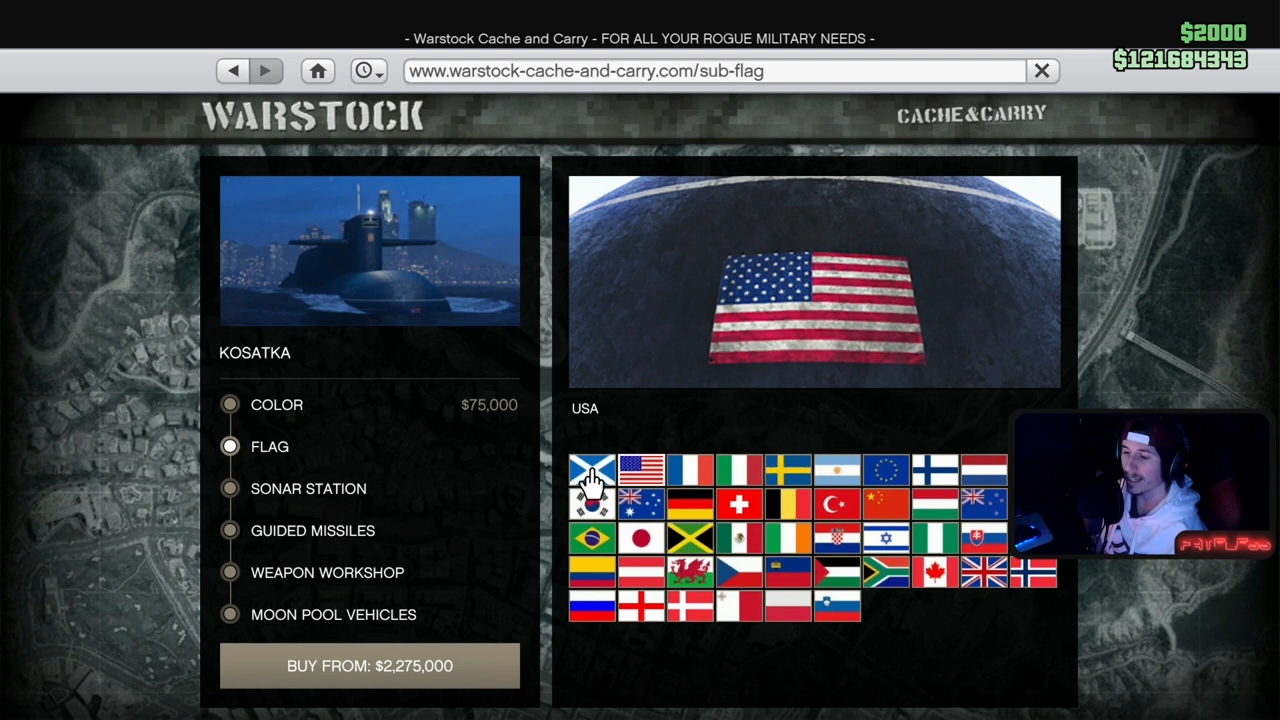 - Warstock Cache and Carry - FOR ALL YOUR ROGUE MILITARY NEEDS -
$2000
$121684343
www.warstock-cache-and-carry.com/sub-flag
WARSTOCK
CACHE&CARRY
KOSATKA
COLOR $75,000
FLAG
SONAR STATION
GUIDED MISSILES
WEAPON WORKSHOP
MOON POOL VEHICLES
BUY FROM: $2,275,000
USA